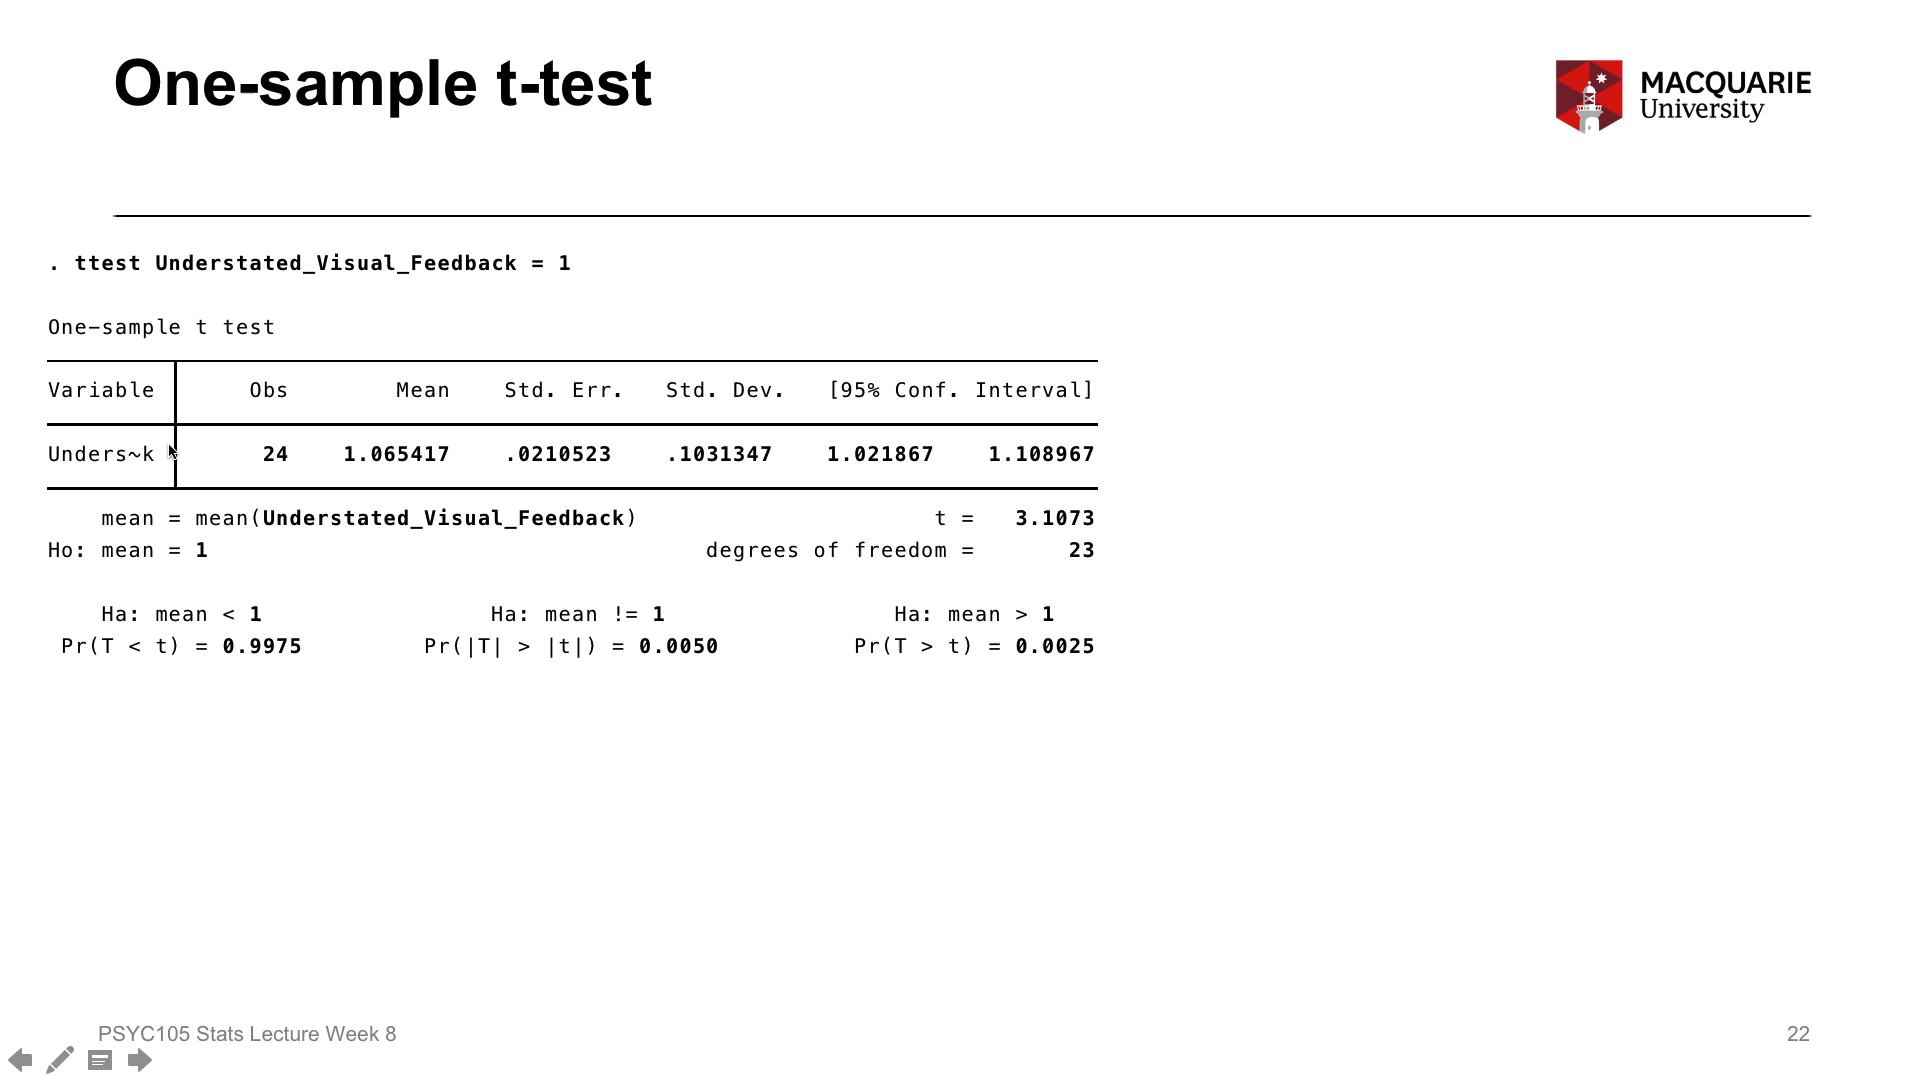 One-sample t-test
MACQUARIE
University
. ttest Understated_Visual_Feedback = 1
One-sample t test
Variable Obs Mean Std. Err. Std. Dev. [95% Conf. Interval]
Unders~k 24 1.065417 .0210523 .1031347 1.021867 1.108967
mean = mean(Understated_Visual_Feedback) t = 3.1073
Ho: mean = 1 degrees of freedom = 23
Ha: mean < 1 Ha: mean != 1 Ha: mean > 1
Pr(T < t) = 0.9975 Pr(|T| > |t|) = 0.0050 Pr(T > t) = 0.0025
PSYC105 Stats Lecture Week 8 22